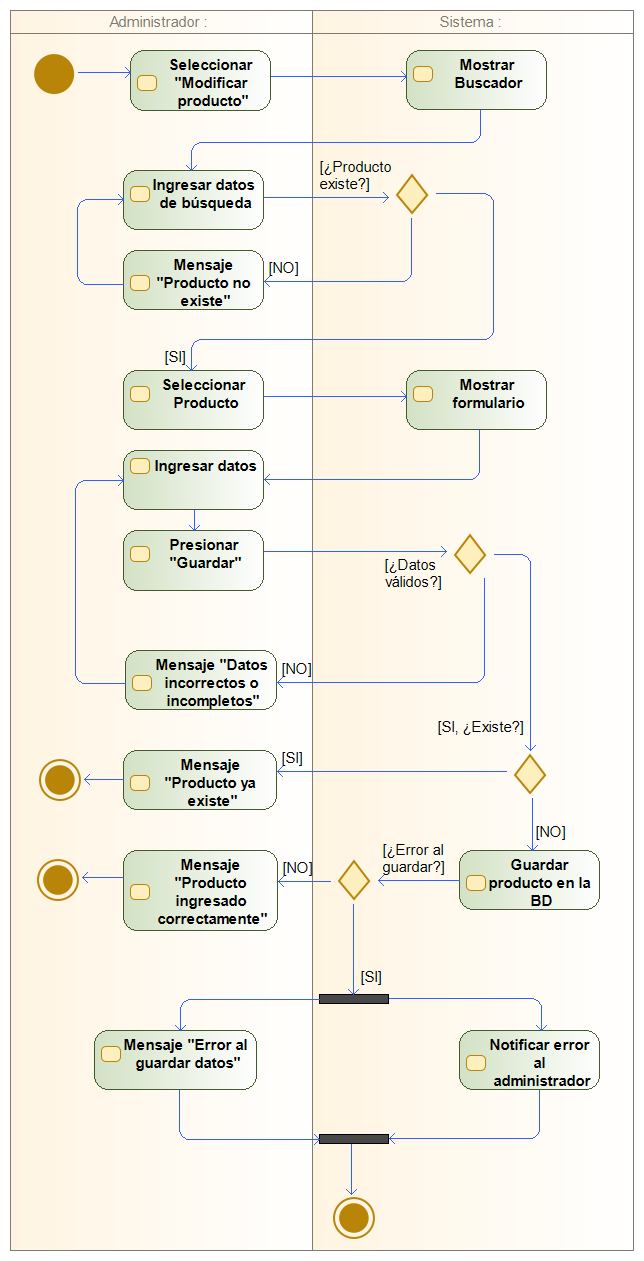 Administrador :
Sistema :
Seleccionar
"Modificar
producto"
Mostrar
Buscador
[¿Producto
existe?]
Ingresar datos
de búsqueda
Mensaje
"Producto no
existe"
[NO]
[SI]
Seleccionar
Producto
Mostrar
formulario
Ingresar datos
Presionar
"Guardar"
[¿Datos
válidos?]
Mensaje "Datos
incorrectos o
incompletos"
[NO]
[SI, ¿Existe?]
Mensaje
"Producto ya
existe"
[SI]
[NO]
Mensaje
"Producto
ingresado
correctamente"
[NO]
[¿Error al
guardar?]
Guardar
producto en la
BD
[SI]
Mensaje "Error al
guardar datos"
Notificar error
al
administrador